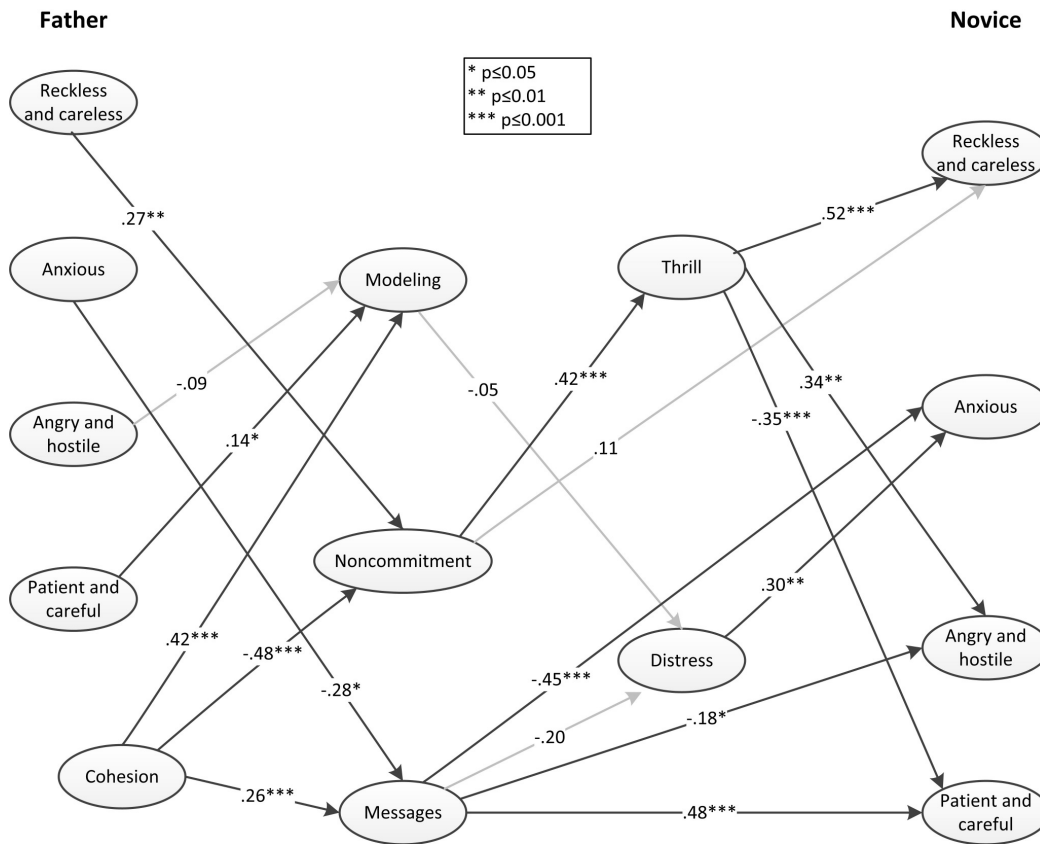 Father
Novice
* p≤0.05
** p≤0.01
*** p≤0.001
Reckless
and careless
Reckless
and careless
.27**
.52***
Anxious
Modeling
Thrill
-.09
-.05
.42***
.34**
Anxious
-.35***
Angry and
hostile
.14*
.11
Noncommitment
Patient and
careful
.30**
.42***
-.48***
Distress
Angry and
hostile
-.28*
-.45***
-.18*
-.20
Cohesion
.26***
Messages
.48***
Patient and
careful